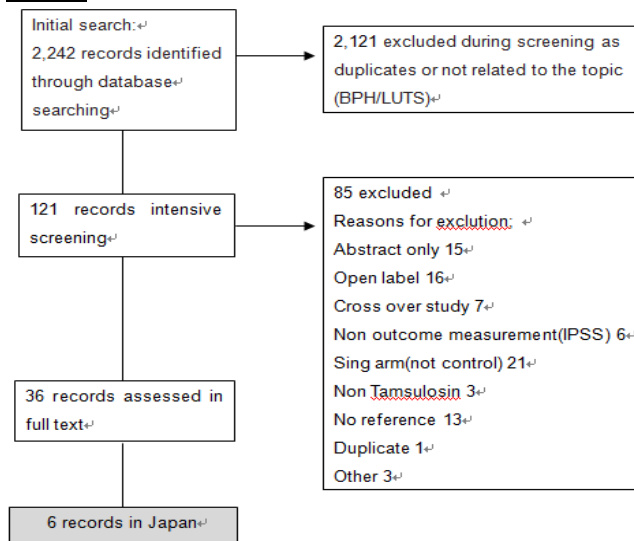 Initial search:
2,242 records identified
through database
searching
2,121 excluded during screening as
duplicates or not related to the topic
(BPH/LUTS)
121 records intensive
screening
85 excluded
Reasons for exclution:
Abstract only 15
Open label 16
Cross over study 7
Non outcome measurement(IPSS) 6
Sing arm(not control) 21
Non Tamsulosin 3
No reference 13
Duplicate 1
Other 3
36 records assessed in
full text
6 records in Japan